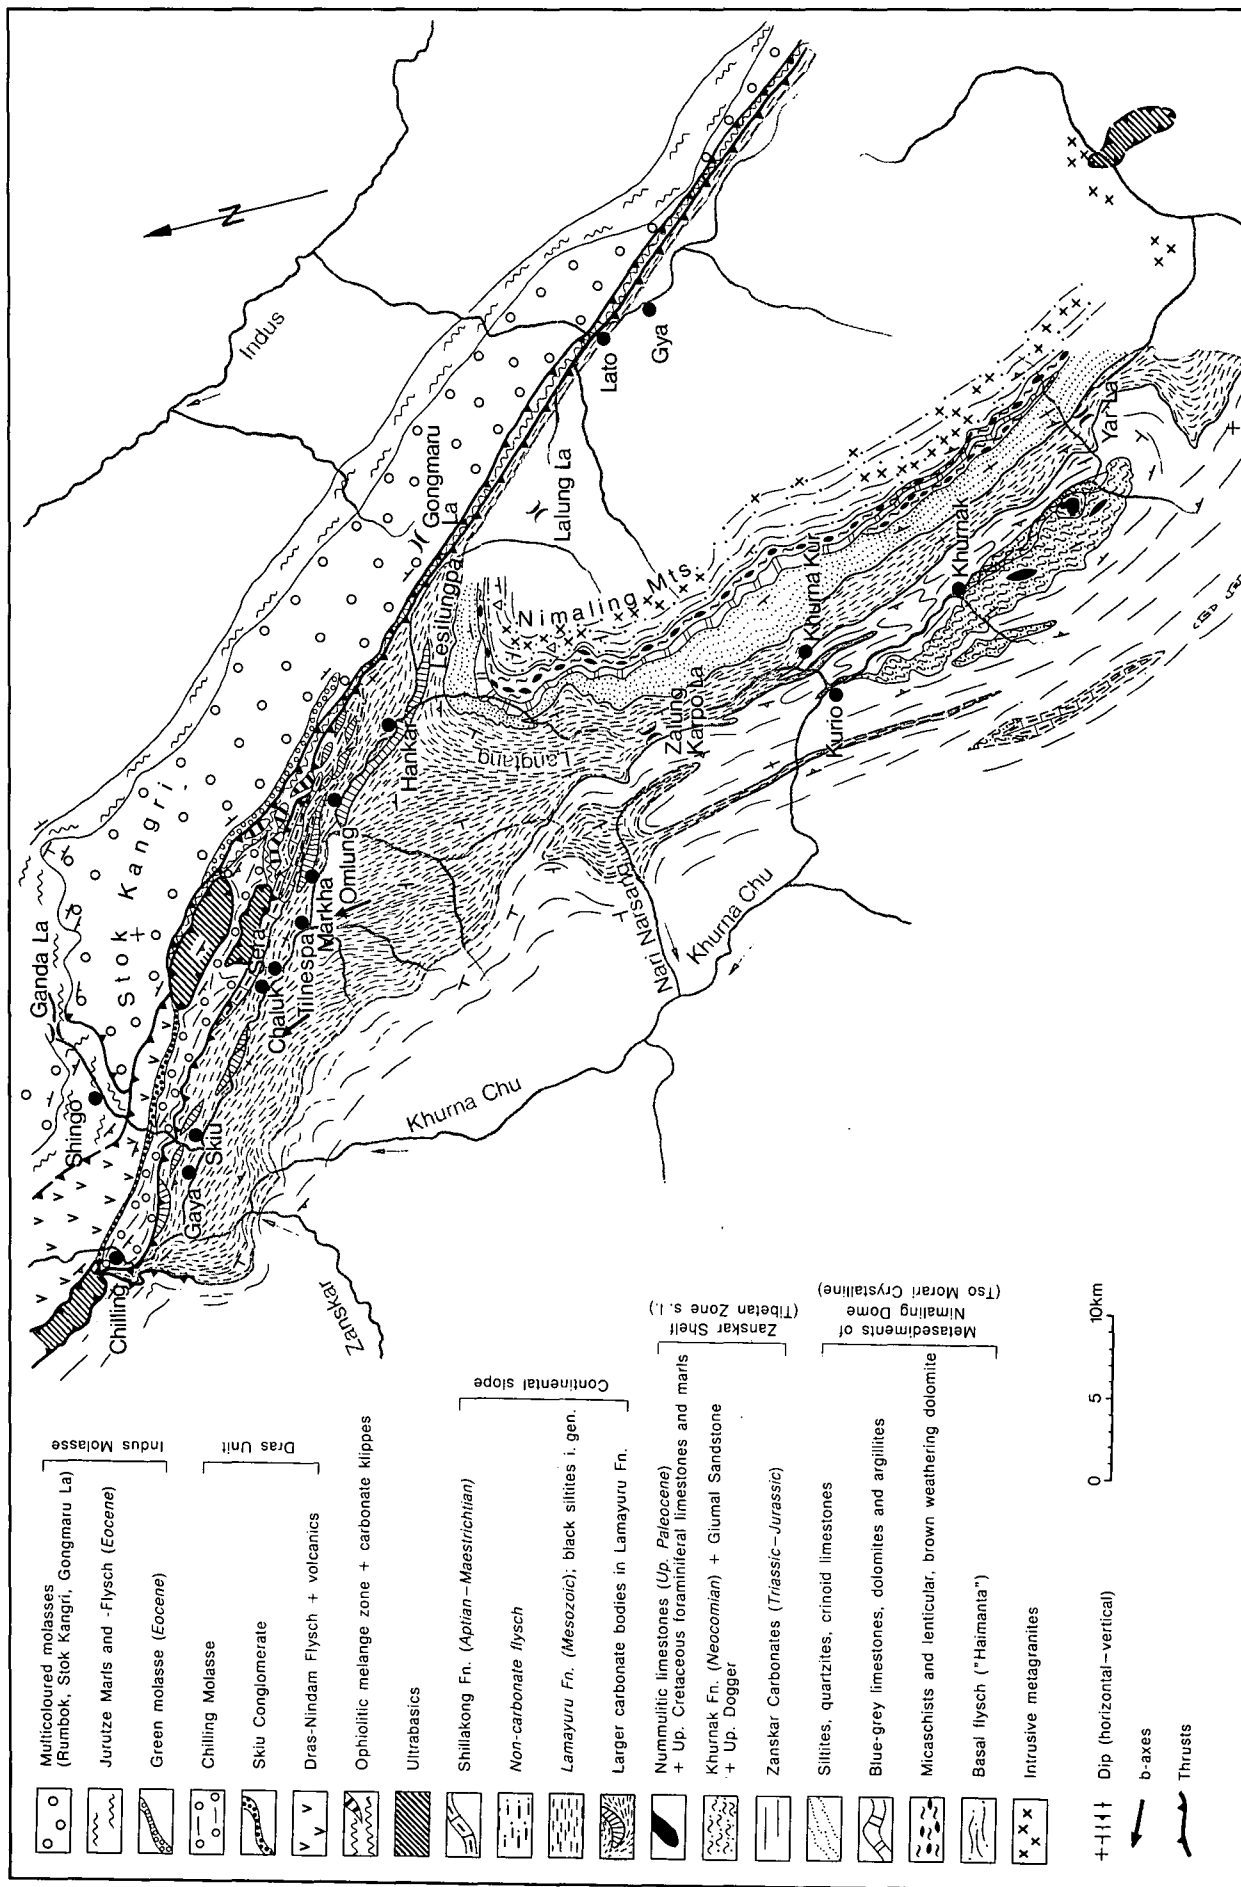 Multicoloured molasses
(Rumbok, Stok Kangri, Gongmaru La)
Jurutze Marls and -Flysch (Eocene)
Green molasse (Eocene)
Indus Molasse
Chilling Molasse
Skiu Conglomerate
Dras-Nindam Flysch + volcanics
Dras Unit
Ophiolitic melange zone + carbonate klippes
Ultrabasics
Shillakong Fn. (Aptian–Maestrichtian)
Non-carbonate flysch
Lamayuru Fn. (Mesozoic); black siltites i. gen.
Larger carbonate bodies in Lamayuru Fn.
Continental slope
Nummulitic limestones (Up. Paleocene)
+ Up. Cretaceous foraminiferal limestones and marls
Khurnak Fn. (Neocomian) + Giumal Sandstone
+ Up. Dogger
Zanskar Carbonates (Triassic–Jurassic)
Zanskar Shelf
(Tibetan Zone s. l.)
Siltites, quartzites, crinoid limestones
Blue-grey limestones, dolomites and argillites
Micaschists and lenticular, brown weathering dolomite
Basal flysch ("Haimanta")
Metasediments of
Nimaling Dome
(Tso Morari Crystalline)
Intrusive metagranites
Dip (horizontal–vertical)
b-axes
Thrusts
0 5 10km
N
Indus
Ganda La
Stok Kangri
Shingo
Chilling
Gaya
Skiu
Zanskar
Khurna Chu
Chaluk
Sera
Tilnespa
Markha
Omlung
Hankar
Gongmaru
La
Lesilungpa
Lalung La
Lato
Gya
Nimaling Mts.
Langtang
Zalung
Karpo La
Nari Narsang
Khurna Chu
Kurio
Khurna Kur
Khurnak
Yar La